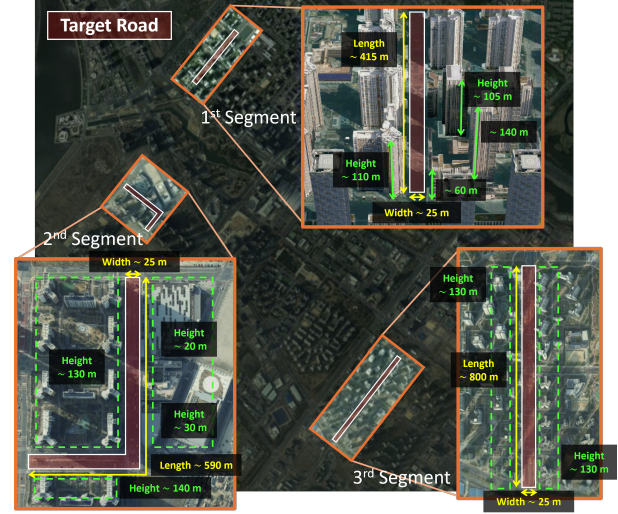 Target Road
1st Segment
Length
~ 415 m
Height
~ 105 m
~ 140 m
Height
~ 110 m
~ 60 m
Width ~ 25 m
2nd Segment
Width ~ 25 m
Height
~ 20 m
Height
~ 130 m
Height
~ 30 m
Length ~ 590 m
Height ~ 140 m
3rd Segment
Height
~ 130 m
Length
~ 800 m
Height
~ 130 m
Width ~ 25 m